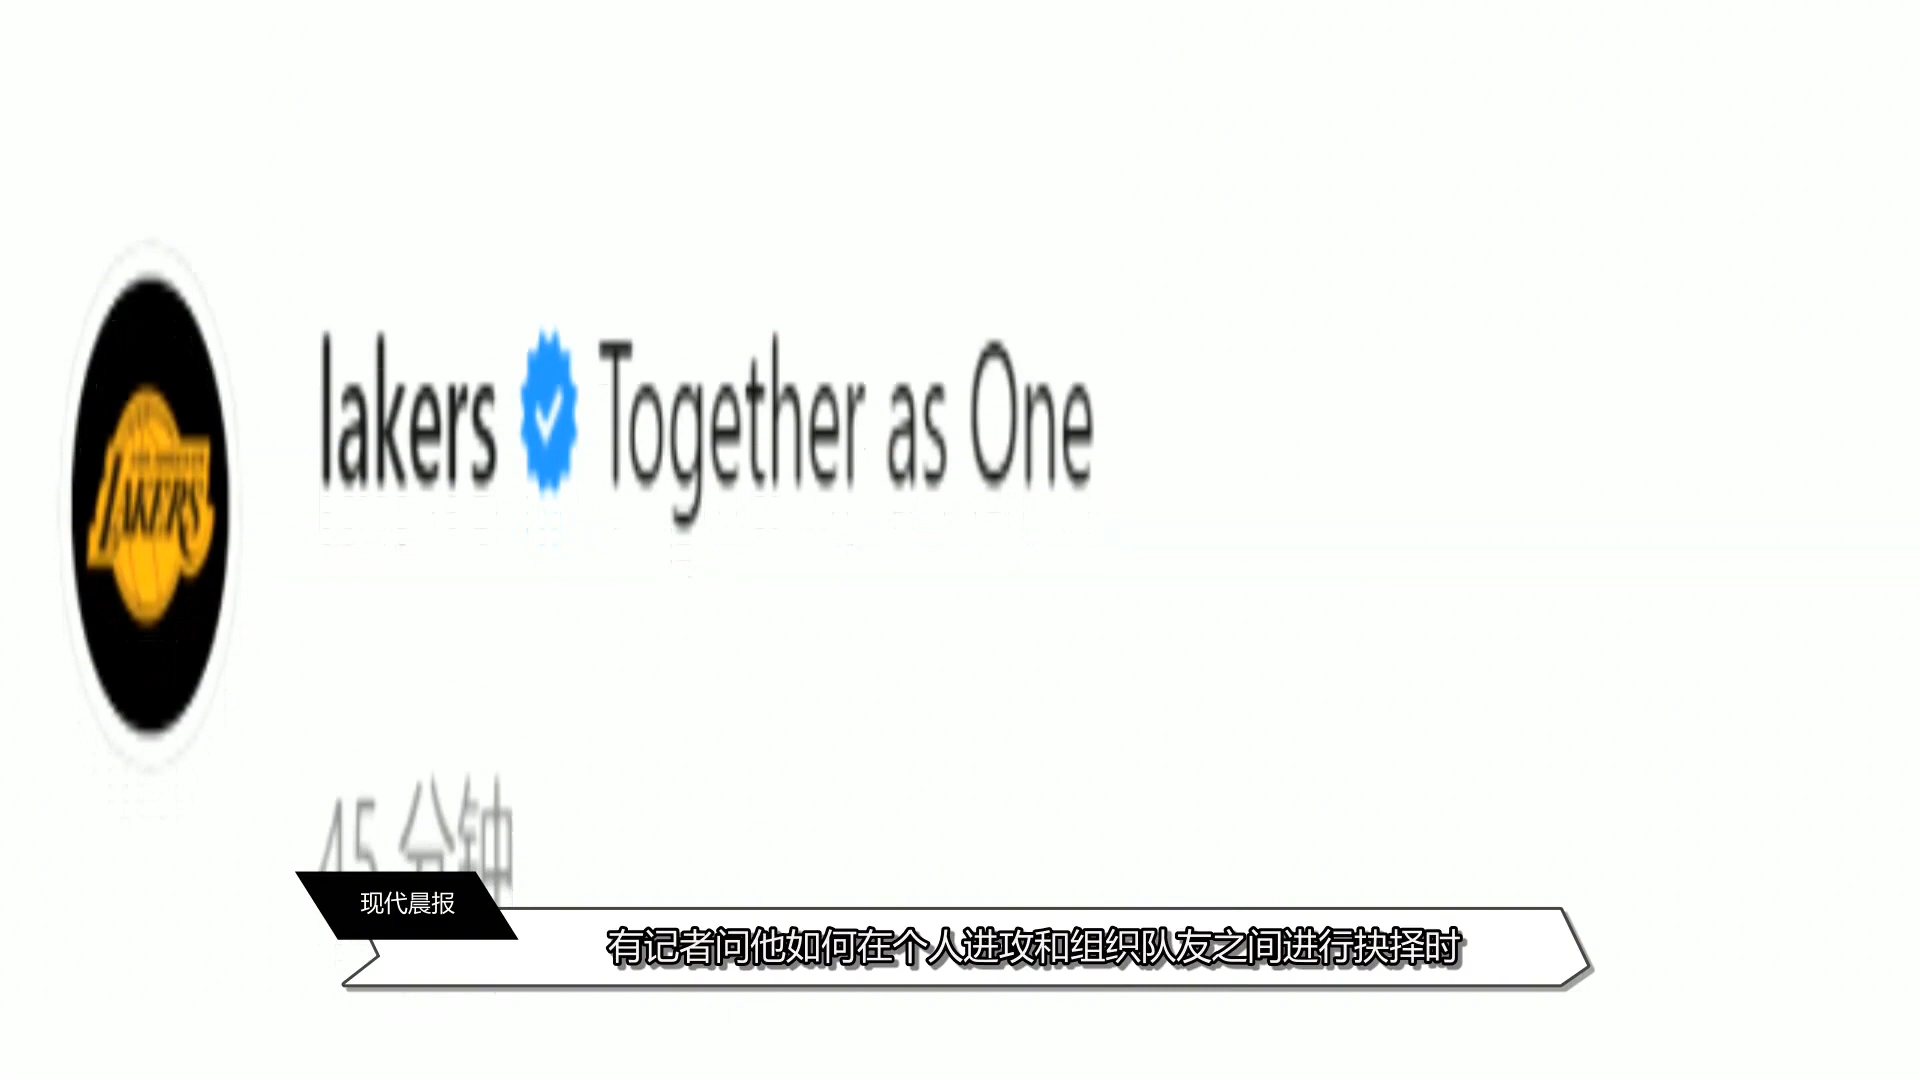 lakers Together as One
LAKERS
45 分钟
现代晨报
有记者问他如何在个人进攻和组织队友之间进行抉择时